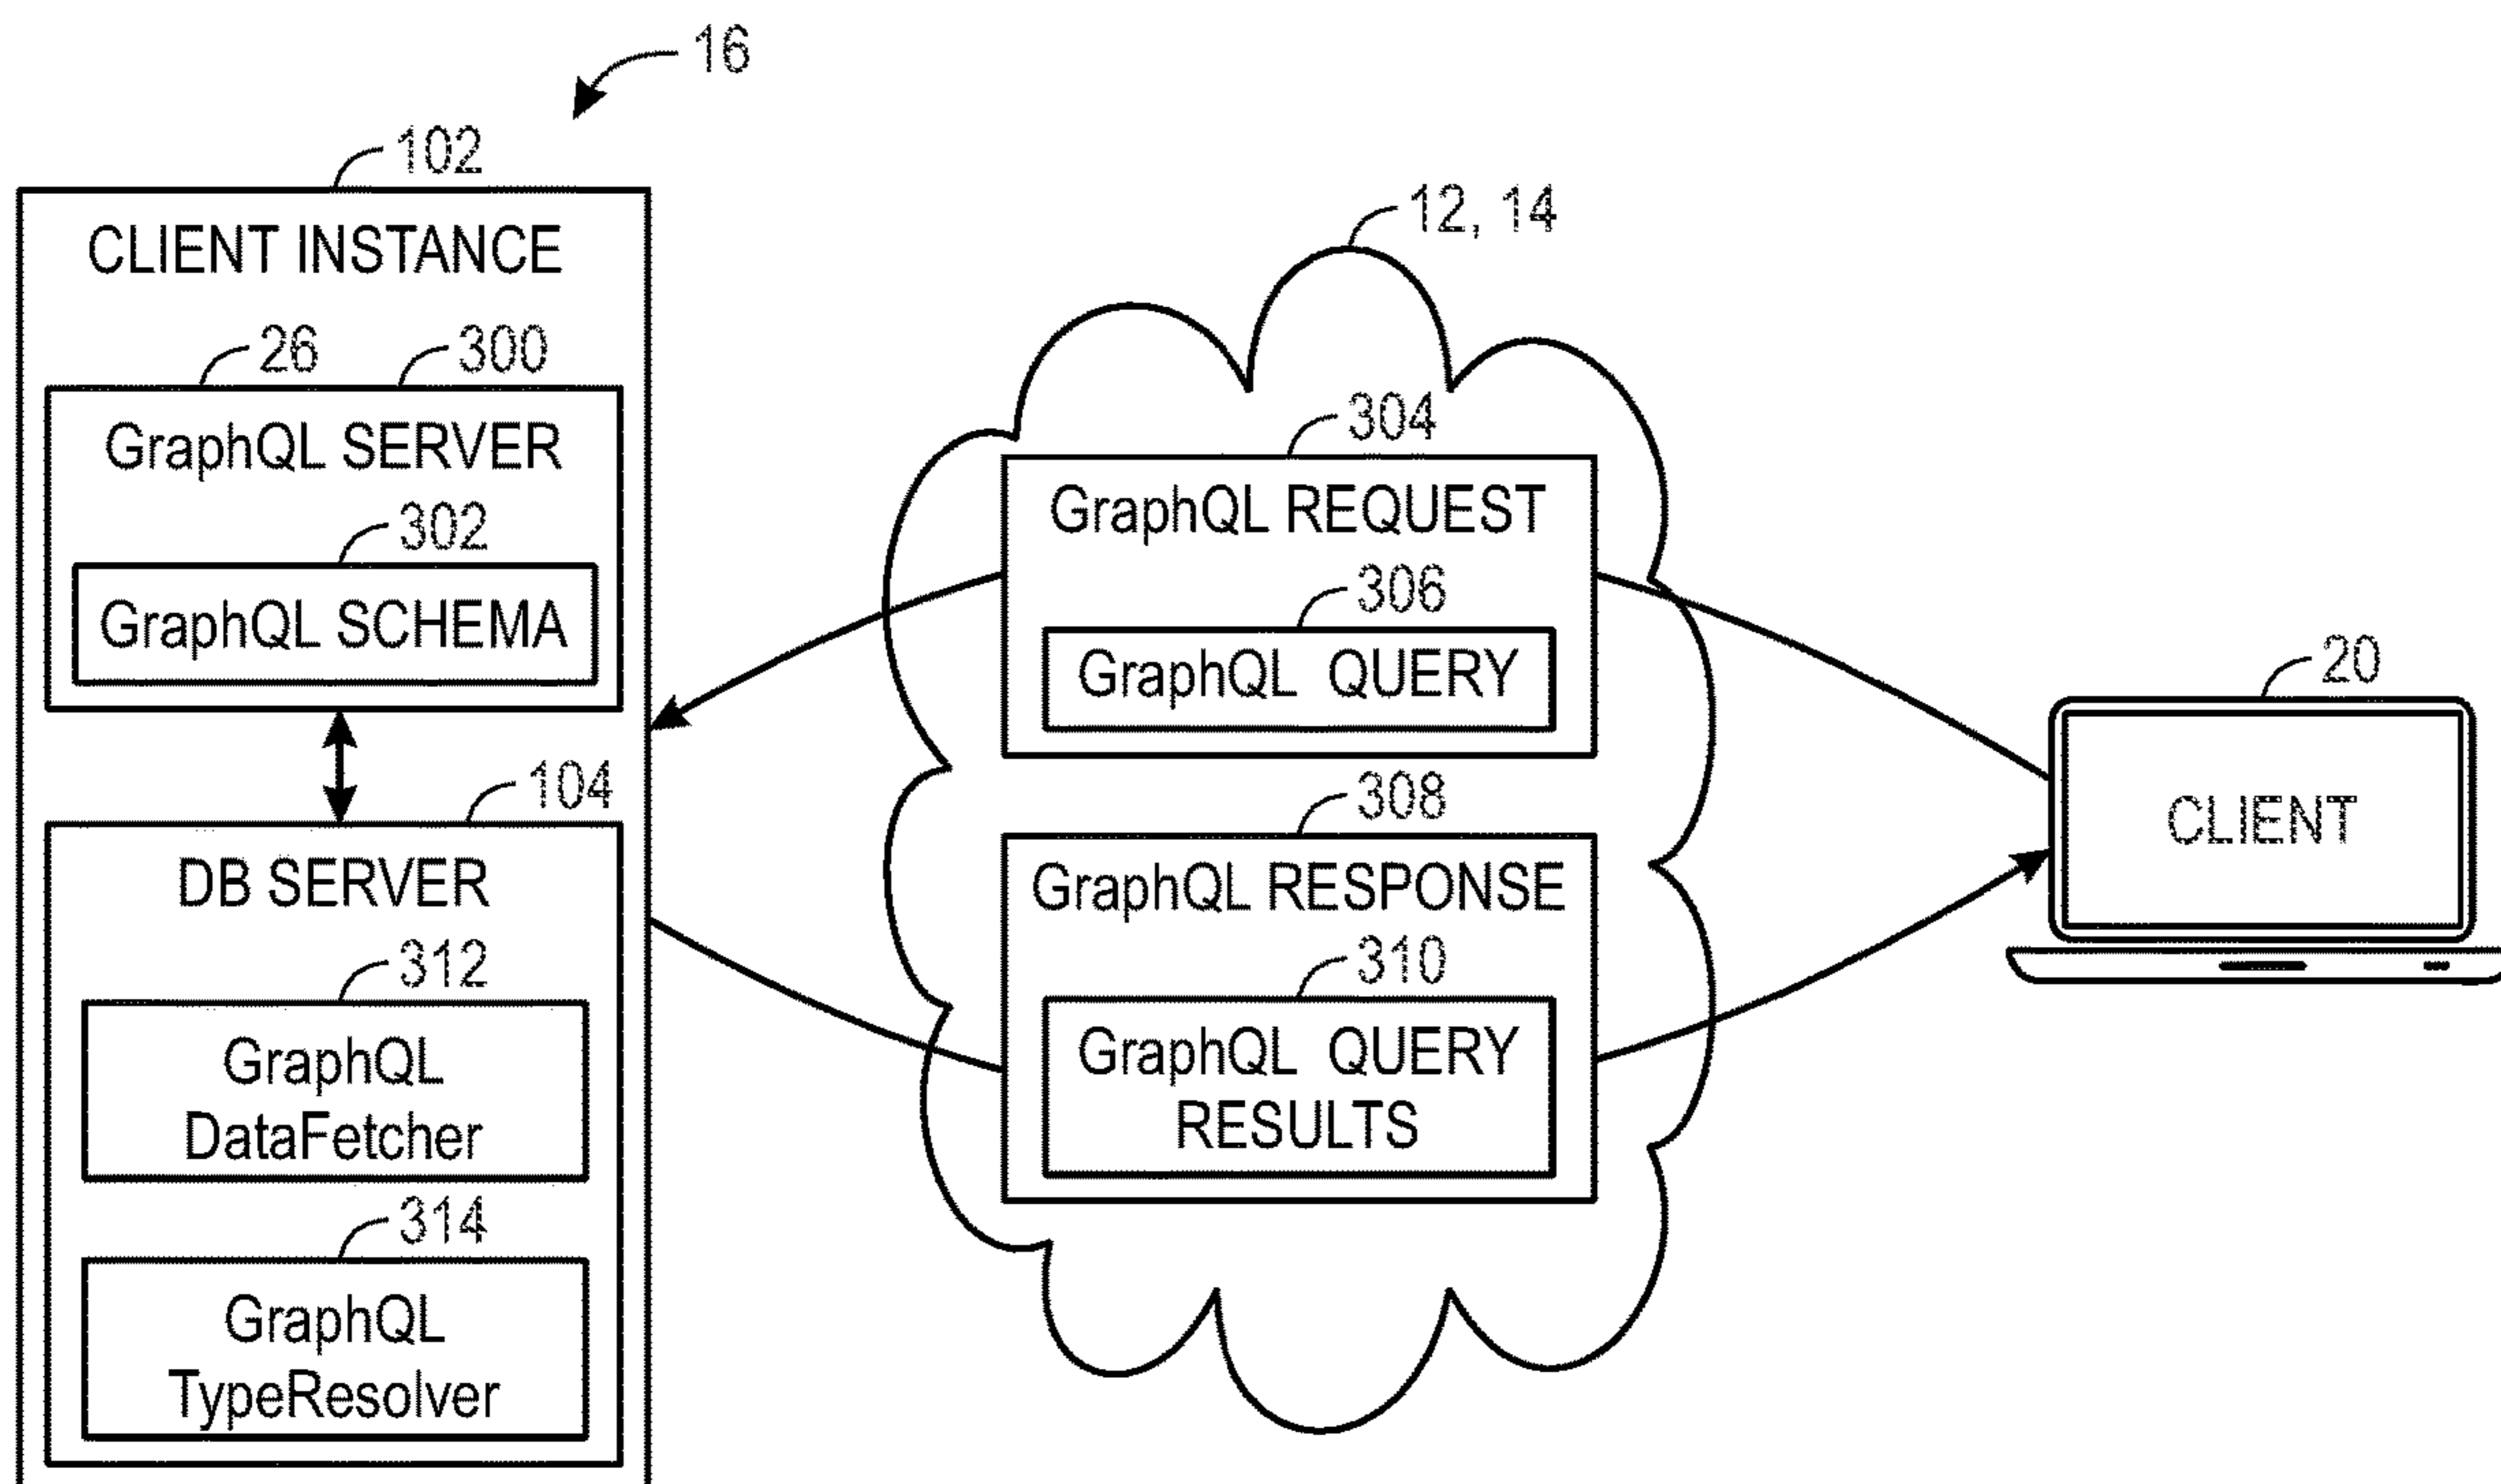 16
102
CLIENT INSTANCE
26
300
GraphQL SERVER
302
GraphQL SCHEMA
104
DB SERVER
312
GraphQL
DataFetcher
314
GraphQL
TypeResolver
12, 14
304
GraphQL REQUEST
306
GraphQL QUERY
308
GraphQL RESPONSE
310
GraphQL QUERY
RESULTS
20
CLIENT